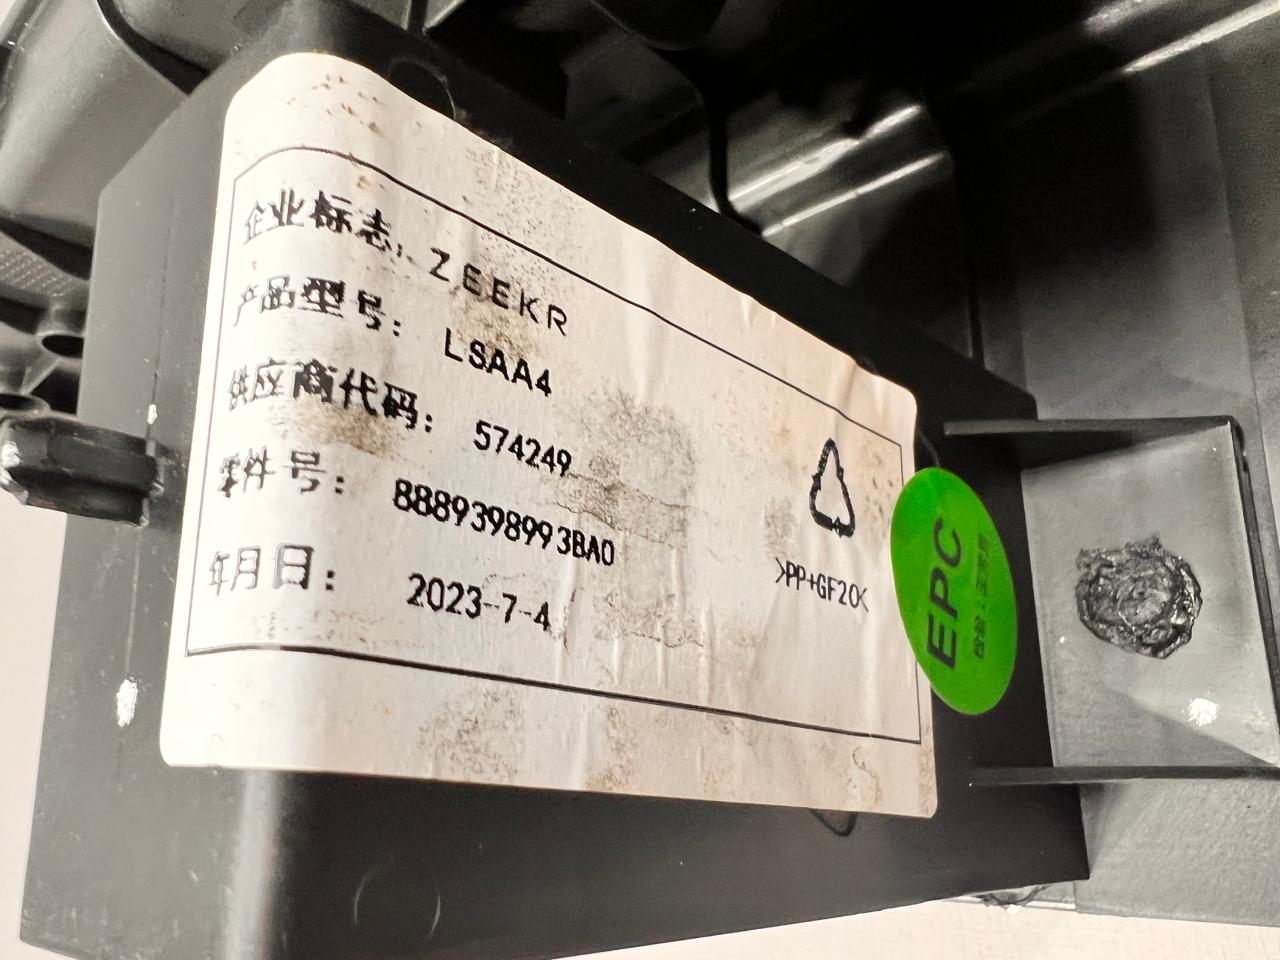 企业标志: ZEEKR
产品型号: LSAA4
供应商代码: 574249
零件号: 8889398993BA0
年月日: 2023-7-4
>PP+GF20<
EPC